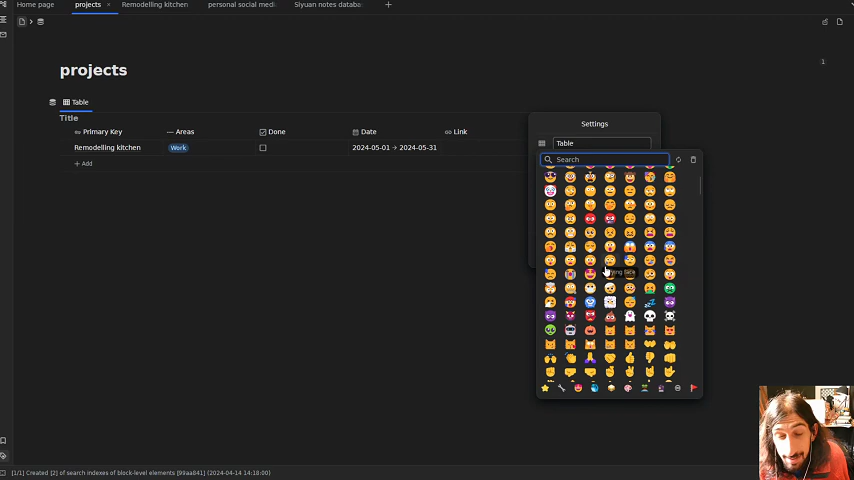 Home page
projects ×
Remodelling kitchen
personal social medi
Siyuan notes databa
+
projects
1
Table
Title
Primary Key
Areas
Done
Date
Link
Remodelling kitchen
Work
2024-05-01 → 2024-05-31
+ Add
Settings
Table
Search
[1/1] Created [2] of search indexes of block-level elements [99aa841] (2024-04-14 14:18:00)